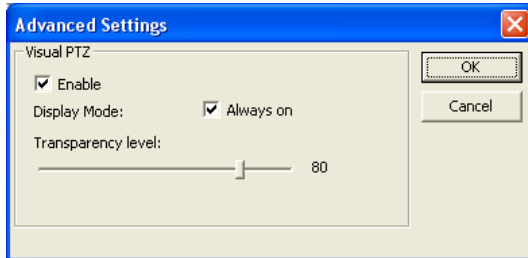 Advanced Settings
Visual PTZ
Enable
OK
Display Mode: Always on
Cancel
Transparency level:
80